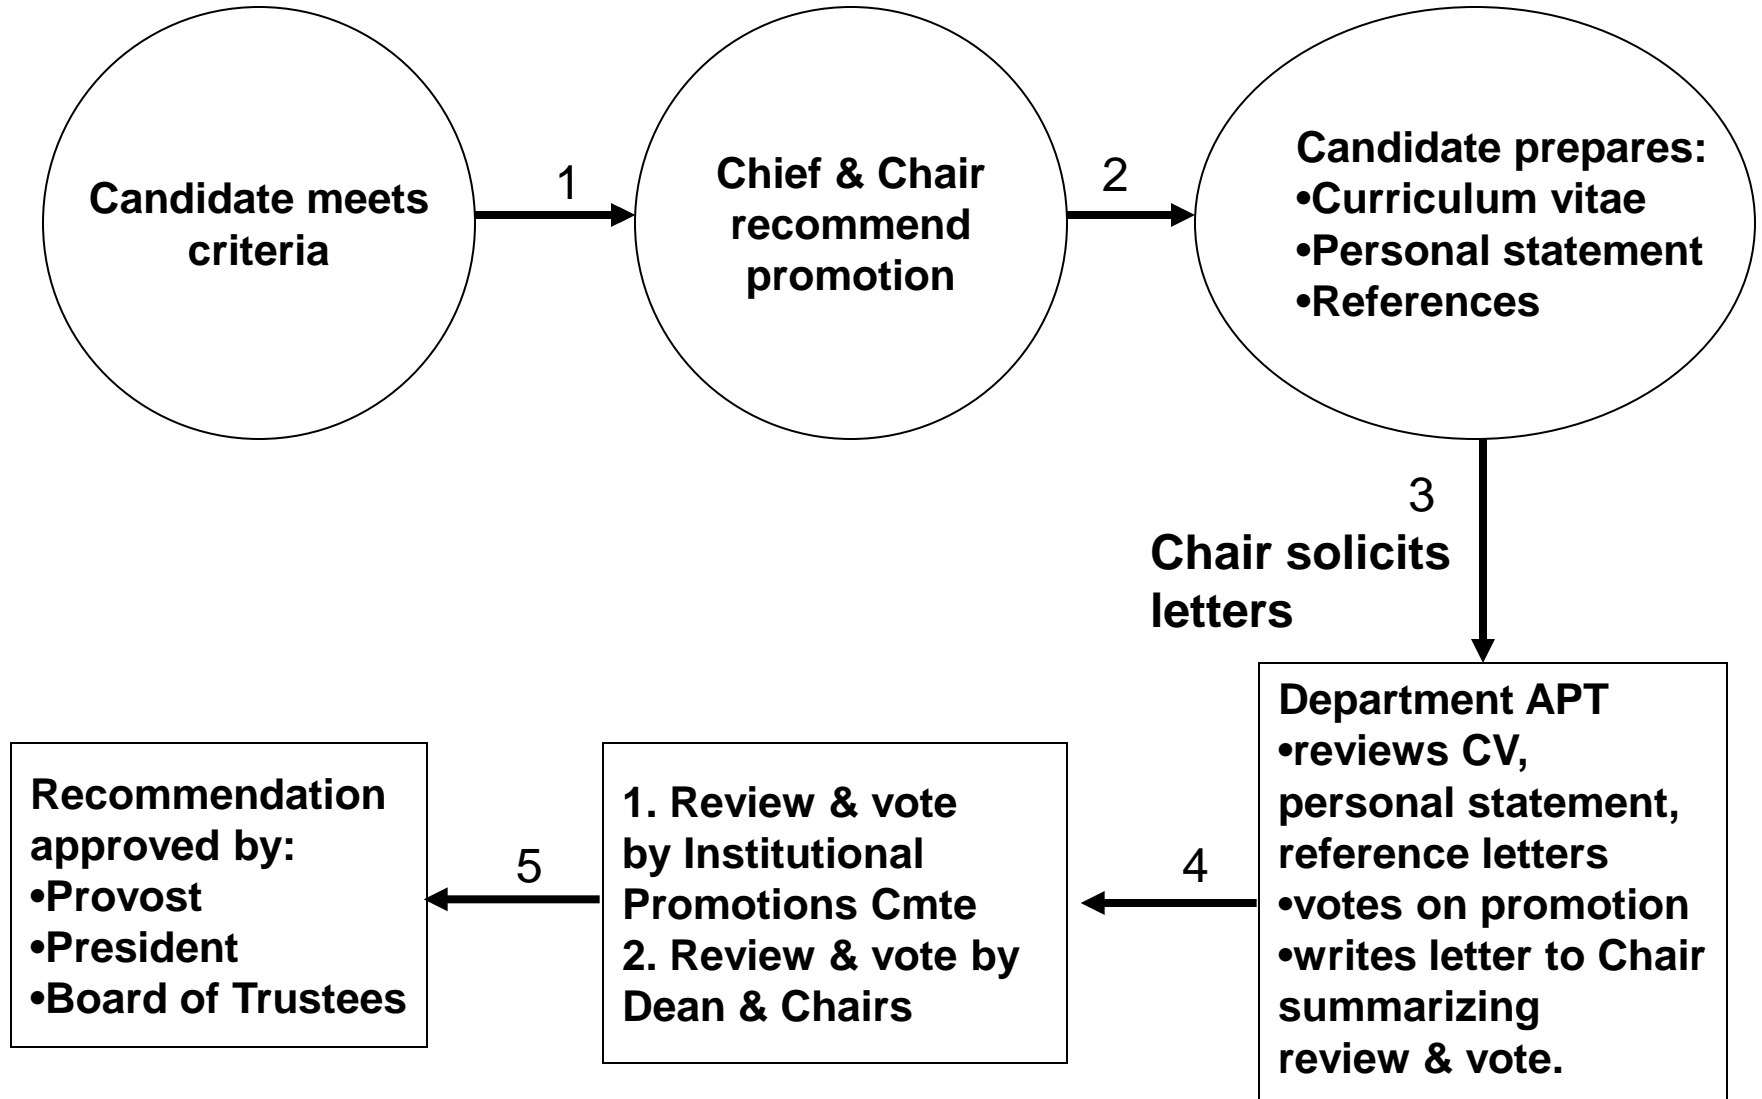 Candidate meets
criteria
1
Chief & Chair
recommend
promotion
2
Candidate prepares:
•Curriculum vitae
•Personal statement
•References
3
Chair solicits
letters
Department APT
•reviews CV,
personal statement,
reference letters
•votes on promotion
•writes letter to Chair
summarizing
review & vote.
4
1. Review & vote
by Institutional
Promotions Cmte
2. Review & vote by
Dean & Chairs
5
Recommendation
approved by:
•Provost
•President
•Board of Trustees